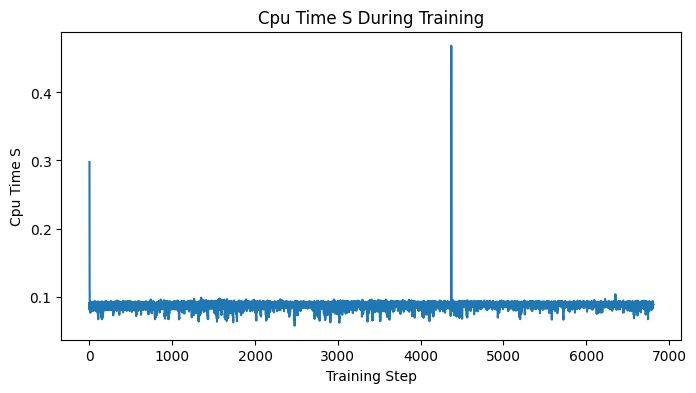 Cpu Time S During Training
Cpu Time S
0.4
0.3
0.2
0.1
0 1000 2000 3000 4000 5000 6000 7000
Training Step